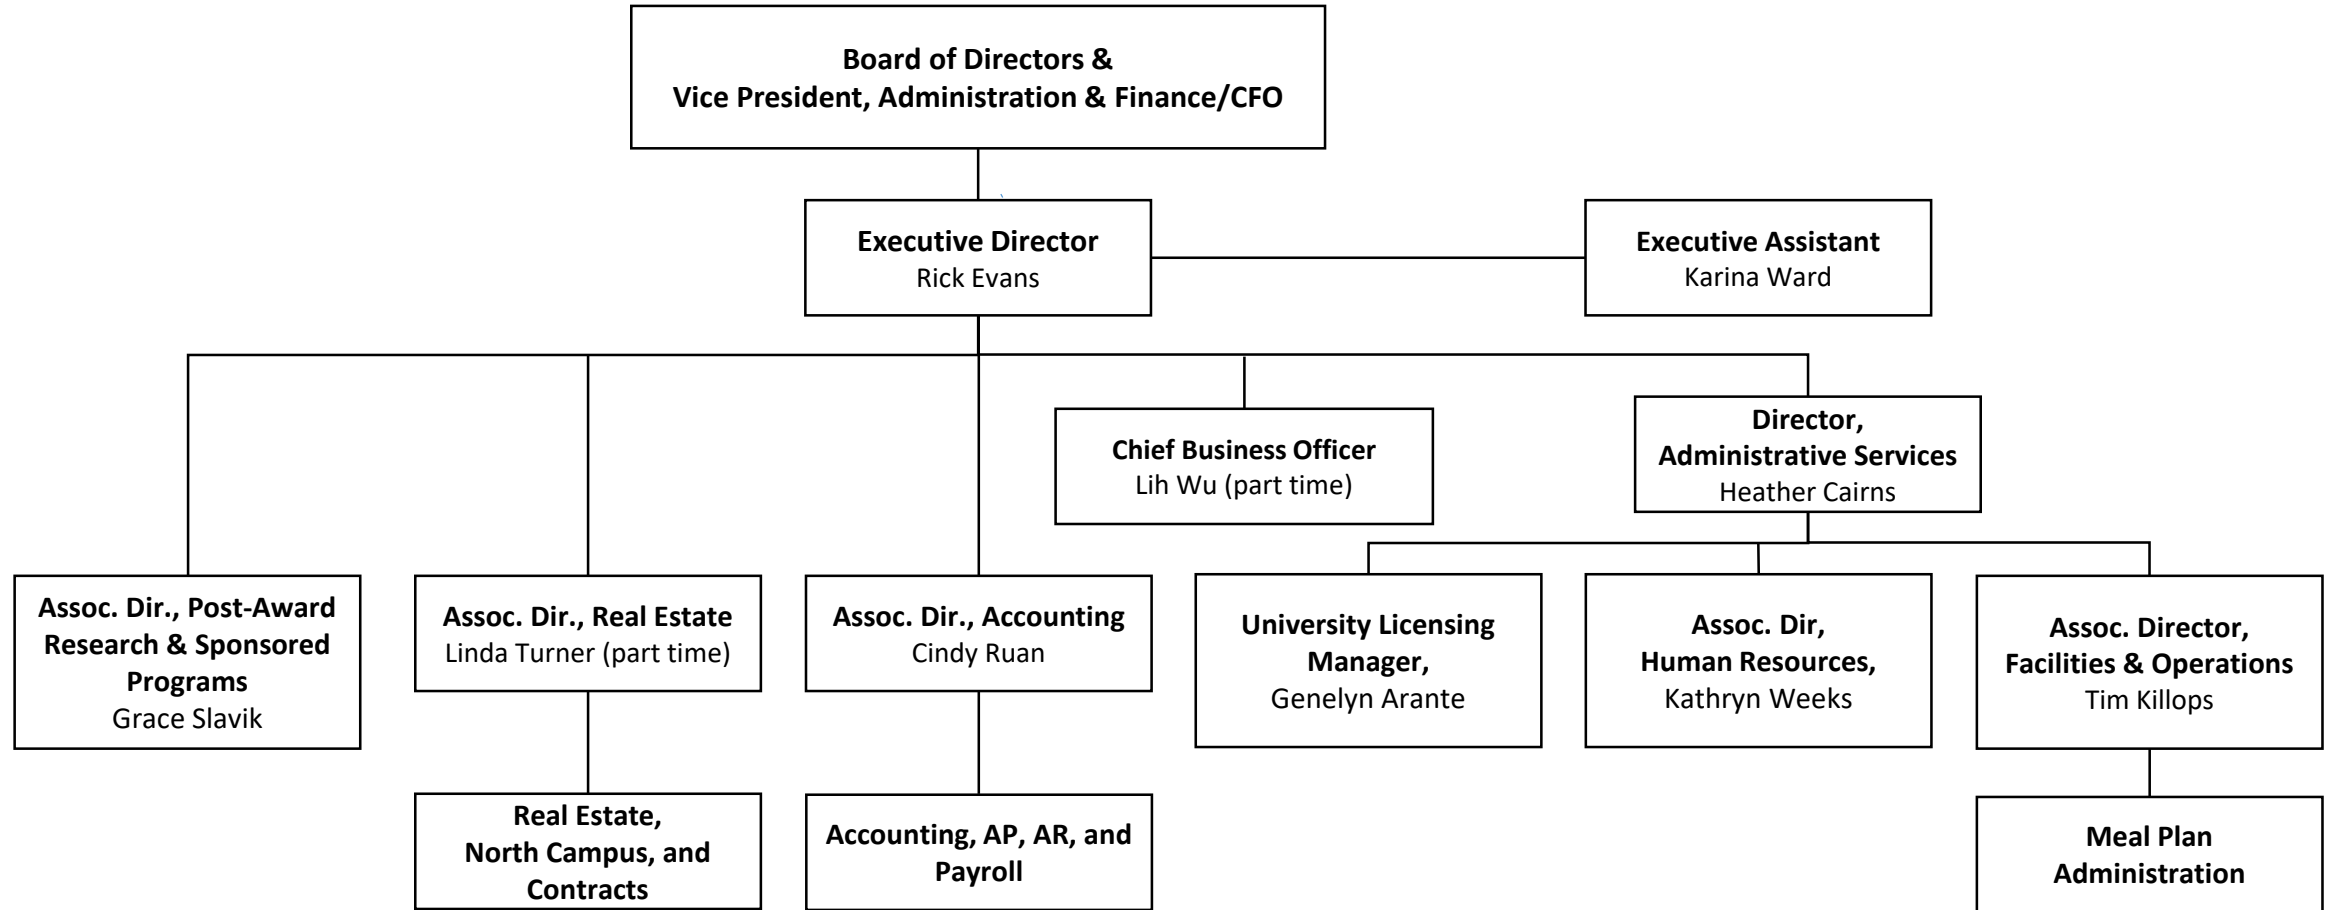 Board of Directors &
Vice President, Administration & Finance/CFO
Executive Director
Rick Evans
Executive Assistant
Karina Ward
Chief Business Officer
Lih Wu (part time)
Director,
Administrative Services
Heather Cairns
Assoc. Dir., Post-Award
Research & Sponsored
Programs
Grace Slavik
Assoc. Dir., Real Estate
Linda Turner (part time)
Assoc. Dir., Accounting
Cindy Ruan
University Licensing
Manager,
Genelyn Arante
Assoc. Dir,
Human Resources,
Kathryn Weeks
Assoc. Director,
Facilities & Operations
Tim Killops
Real Estate,
North Campus, and
Contracts
Accounting, AP, AR, and
Payroll
Meal Plan
Administration